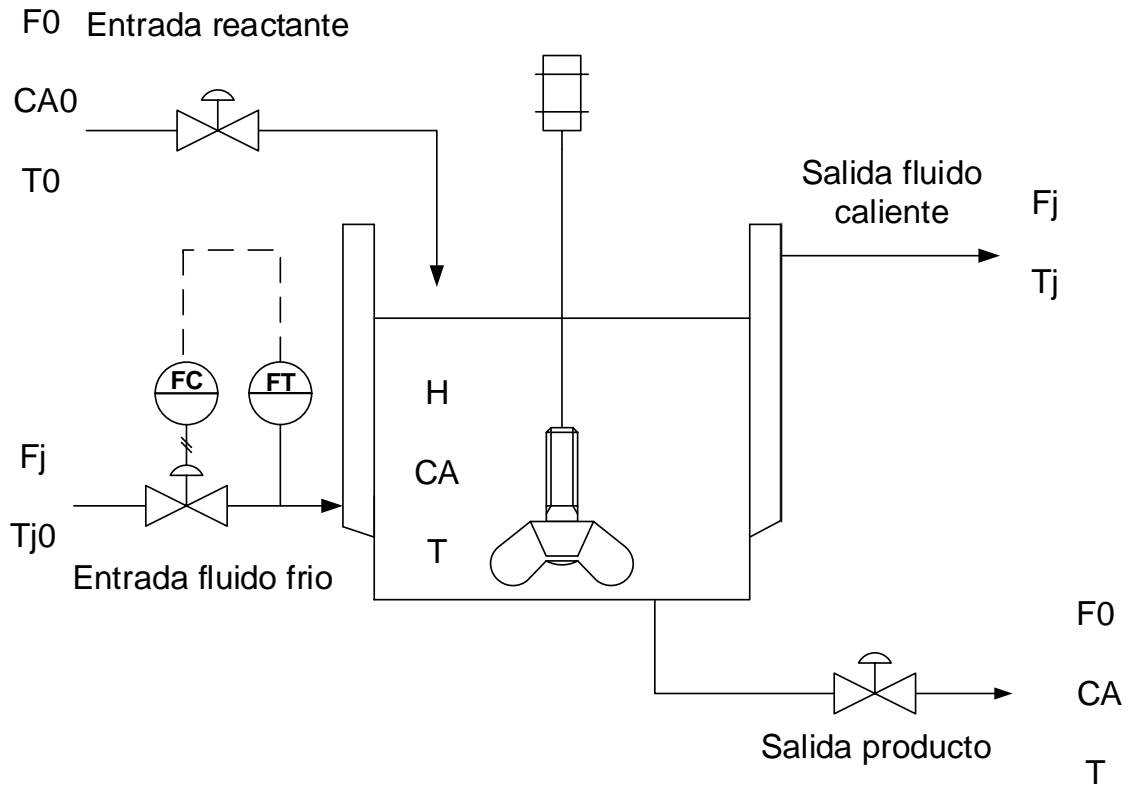 F0 Entrada reactante
CA0
T0
Salida fluido
caliente
Fj
Tj
FC
FT
H
CA
T
Fj
Tj0
Entrada fluido frio
F0
CA
Salida producto
T